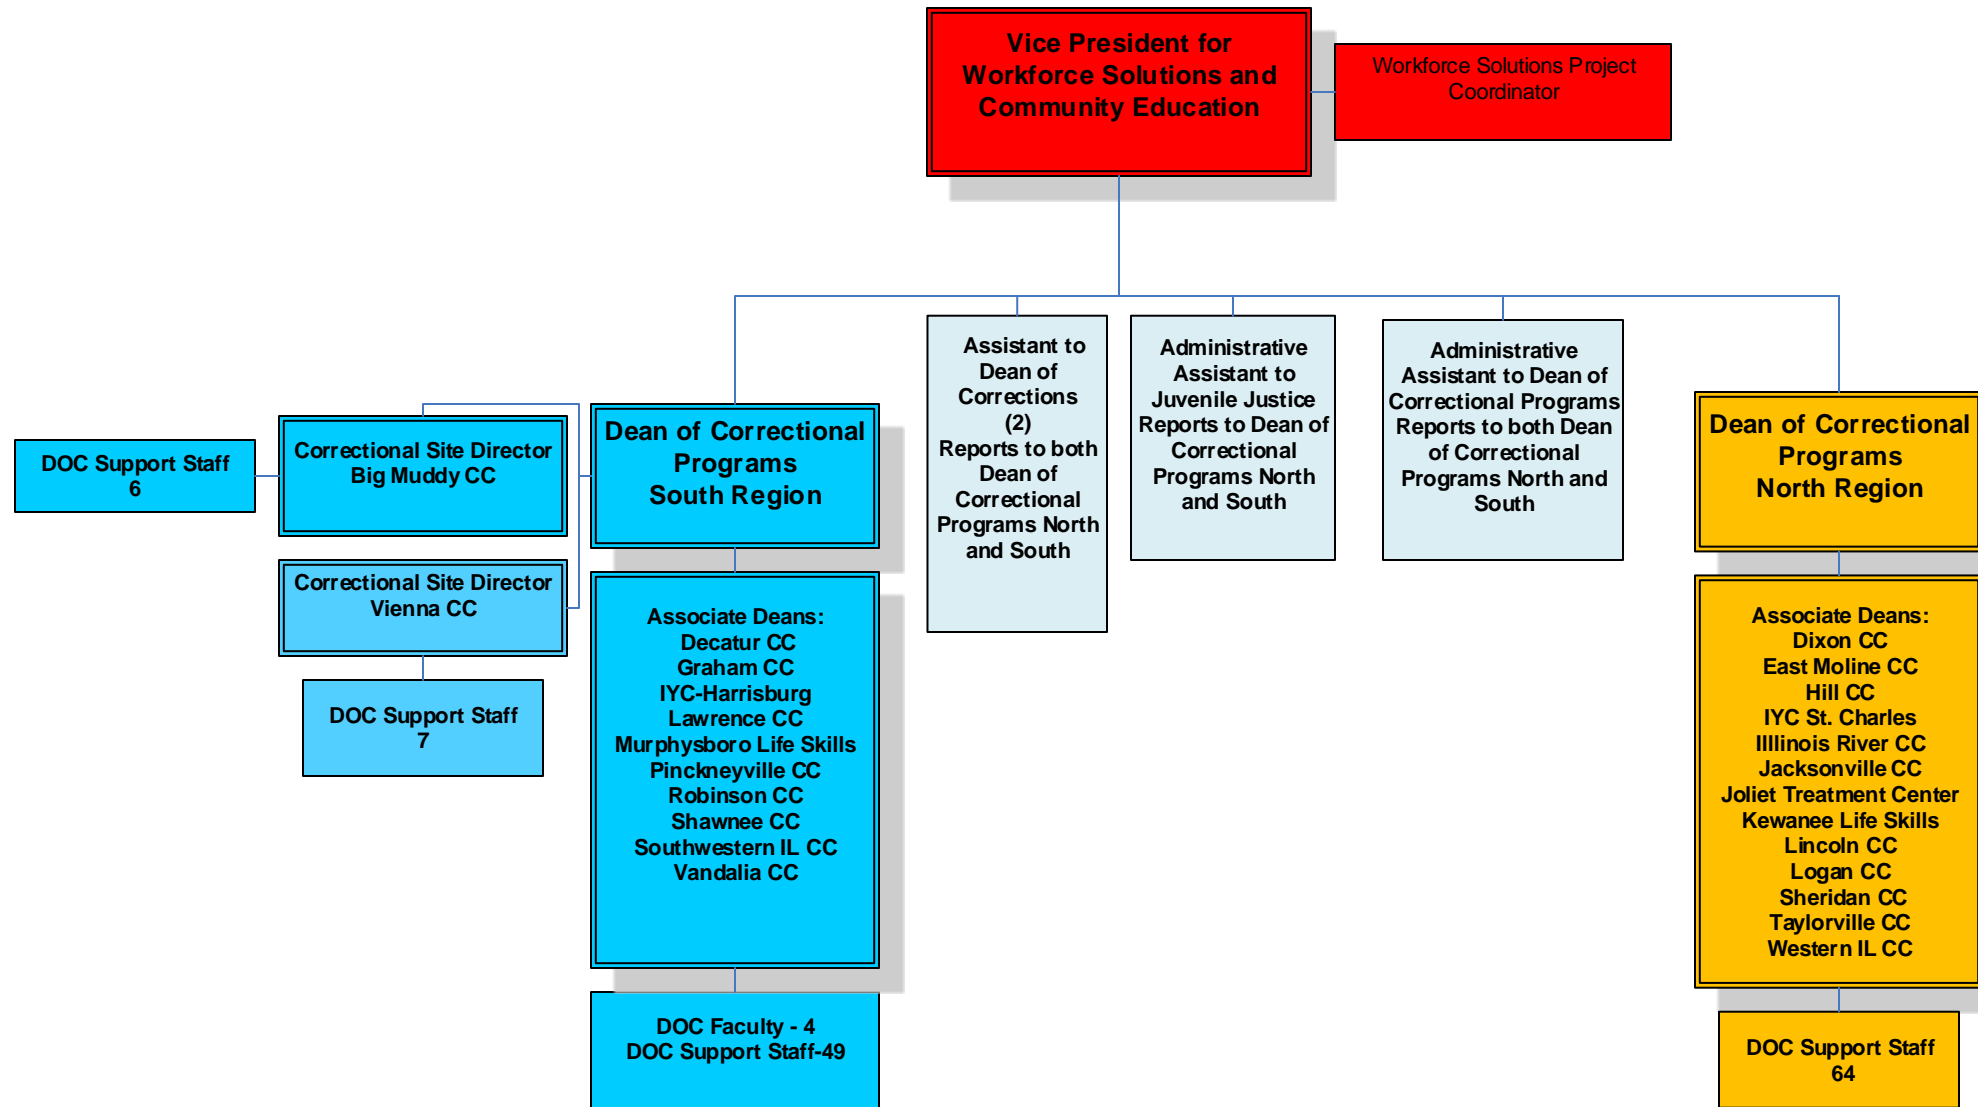 Vice President for
Workforce Solutions and
Community Education
Workforce Solutions Project
Coordinator
Assistant to
Dean of
Corrections
(2)
Reports to both
Dean of
Correctional
Programs North
and South
Administrative
Assistant to
Juvenile Justice
Reports to Dean of
Correctional
Programs North
and South
Administrative
Assistant to Dean of
Correctional Programs
Reports to both Dean
of Correctional
Programs North and
South
Dean of Correctional
Programs
South Region
Dean of Correctional
Programs
North Region
Correctional Site Director
Big Muddy CC
DOC Support Staff
6
Correctional Site Director
Vienna CC
DOC Support Staff
7
Associate Deans:
Decatur CC
Graham CC
IYC-Harrisburg
Lawrence CC
Murphysboro Life Skills
Pinckneyville CC
Robinson CC
Shawnee CC
Southwestern IL CC
Vandalia CC
Associate Deans:
Dixon CC
East Moline CC
Hill CC
IYC St. Charles
Illlinois River CC
Jacksonville CC
Joliet Treatment Center
Kewanee Life Skills
Lincoln CC
Logan CC
Sheridan CC
Taylorville CC
Western IL CC
DOC Faculty - 4
DOC Support Staff-49
DOC Support Staff
64